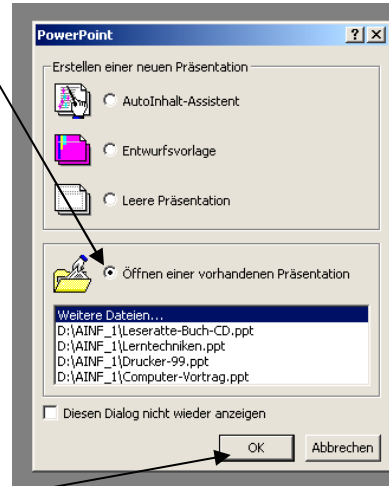 PowerPoint
Erstellen einer neuen Präsentation
AutoInhalt-Assistent
Entwurfsvorlage
Leere Präsentation
Öffnen einer vorhandenen Präsentation
Weitere Dateien...
D:\AINF_1\Leseratte-Buch-CD.ppt
D:\AINF_1\Lerntechniken.ppt
D:\AINF_1\Drucker-99.ppt
D:\AINF_1\Computer-Vortrag.ppt
Diesen Dialog nicht wieder anzeigen
OK Abbrechen